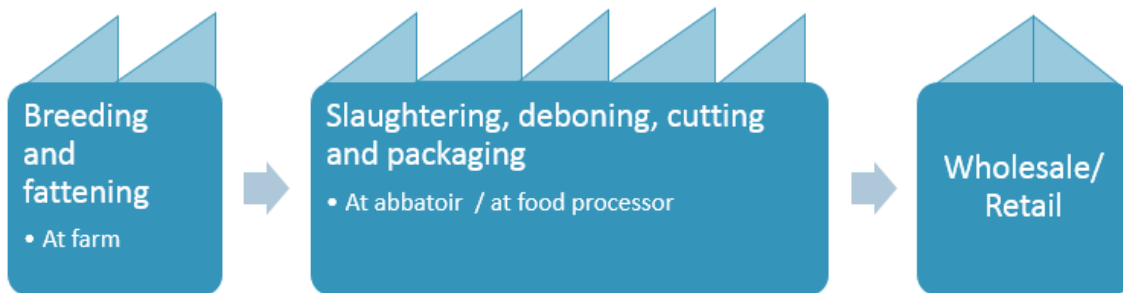 Breeding
and
fattening
• At farm
Slaughtering, deboning, cutting
and packaging
• At abbatoir / at food processor
Wholesale/
Retail